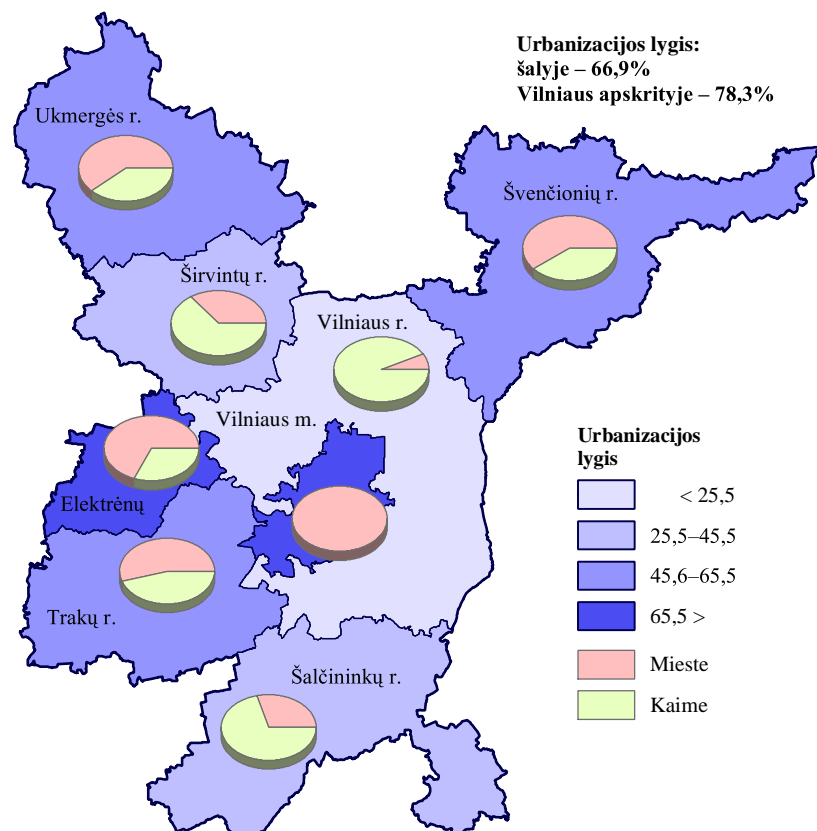 Urbanizacijos lygis:
šalyje – 66,9%
Vilniaus apskrityje – 78,3%
Ukmergės r.
Švenčionių r.
Širvintų r.
Vilniaus r.
Vilniaus m.
Elektrėnų
Trakų r.
Šalčininkų r.
Urbanizacijos
lygis
< 25,5
25,5–45,5
45,6–65,5
65,5 >
Mieste
Kaime